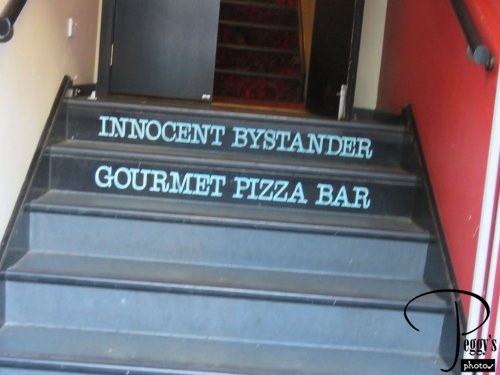 INNOCENT BYSTANDER
GOURMET PIZZA BAR
Peggy's
photos